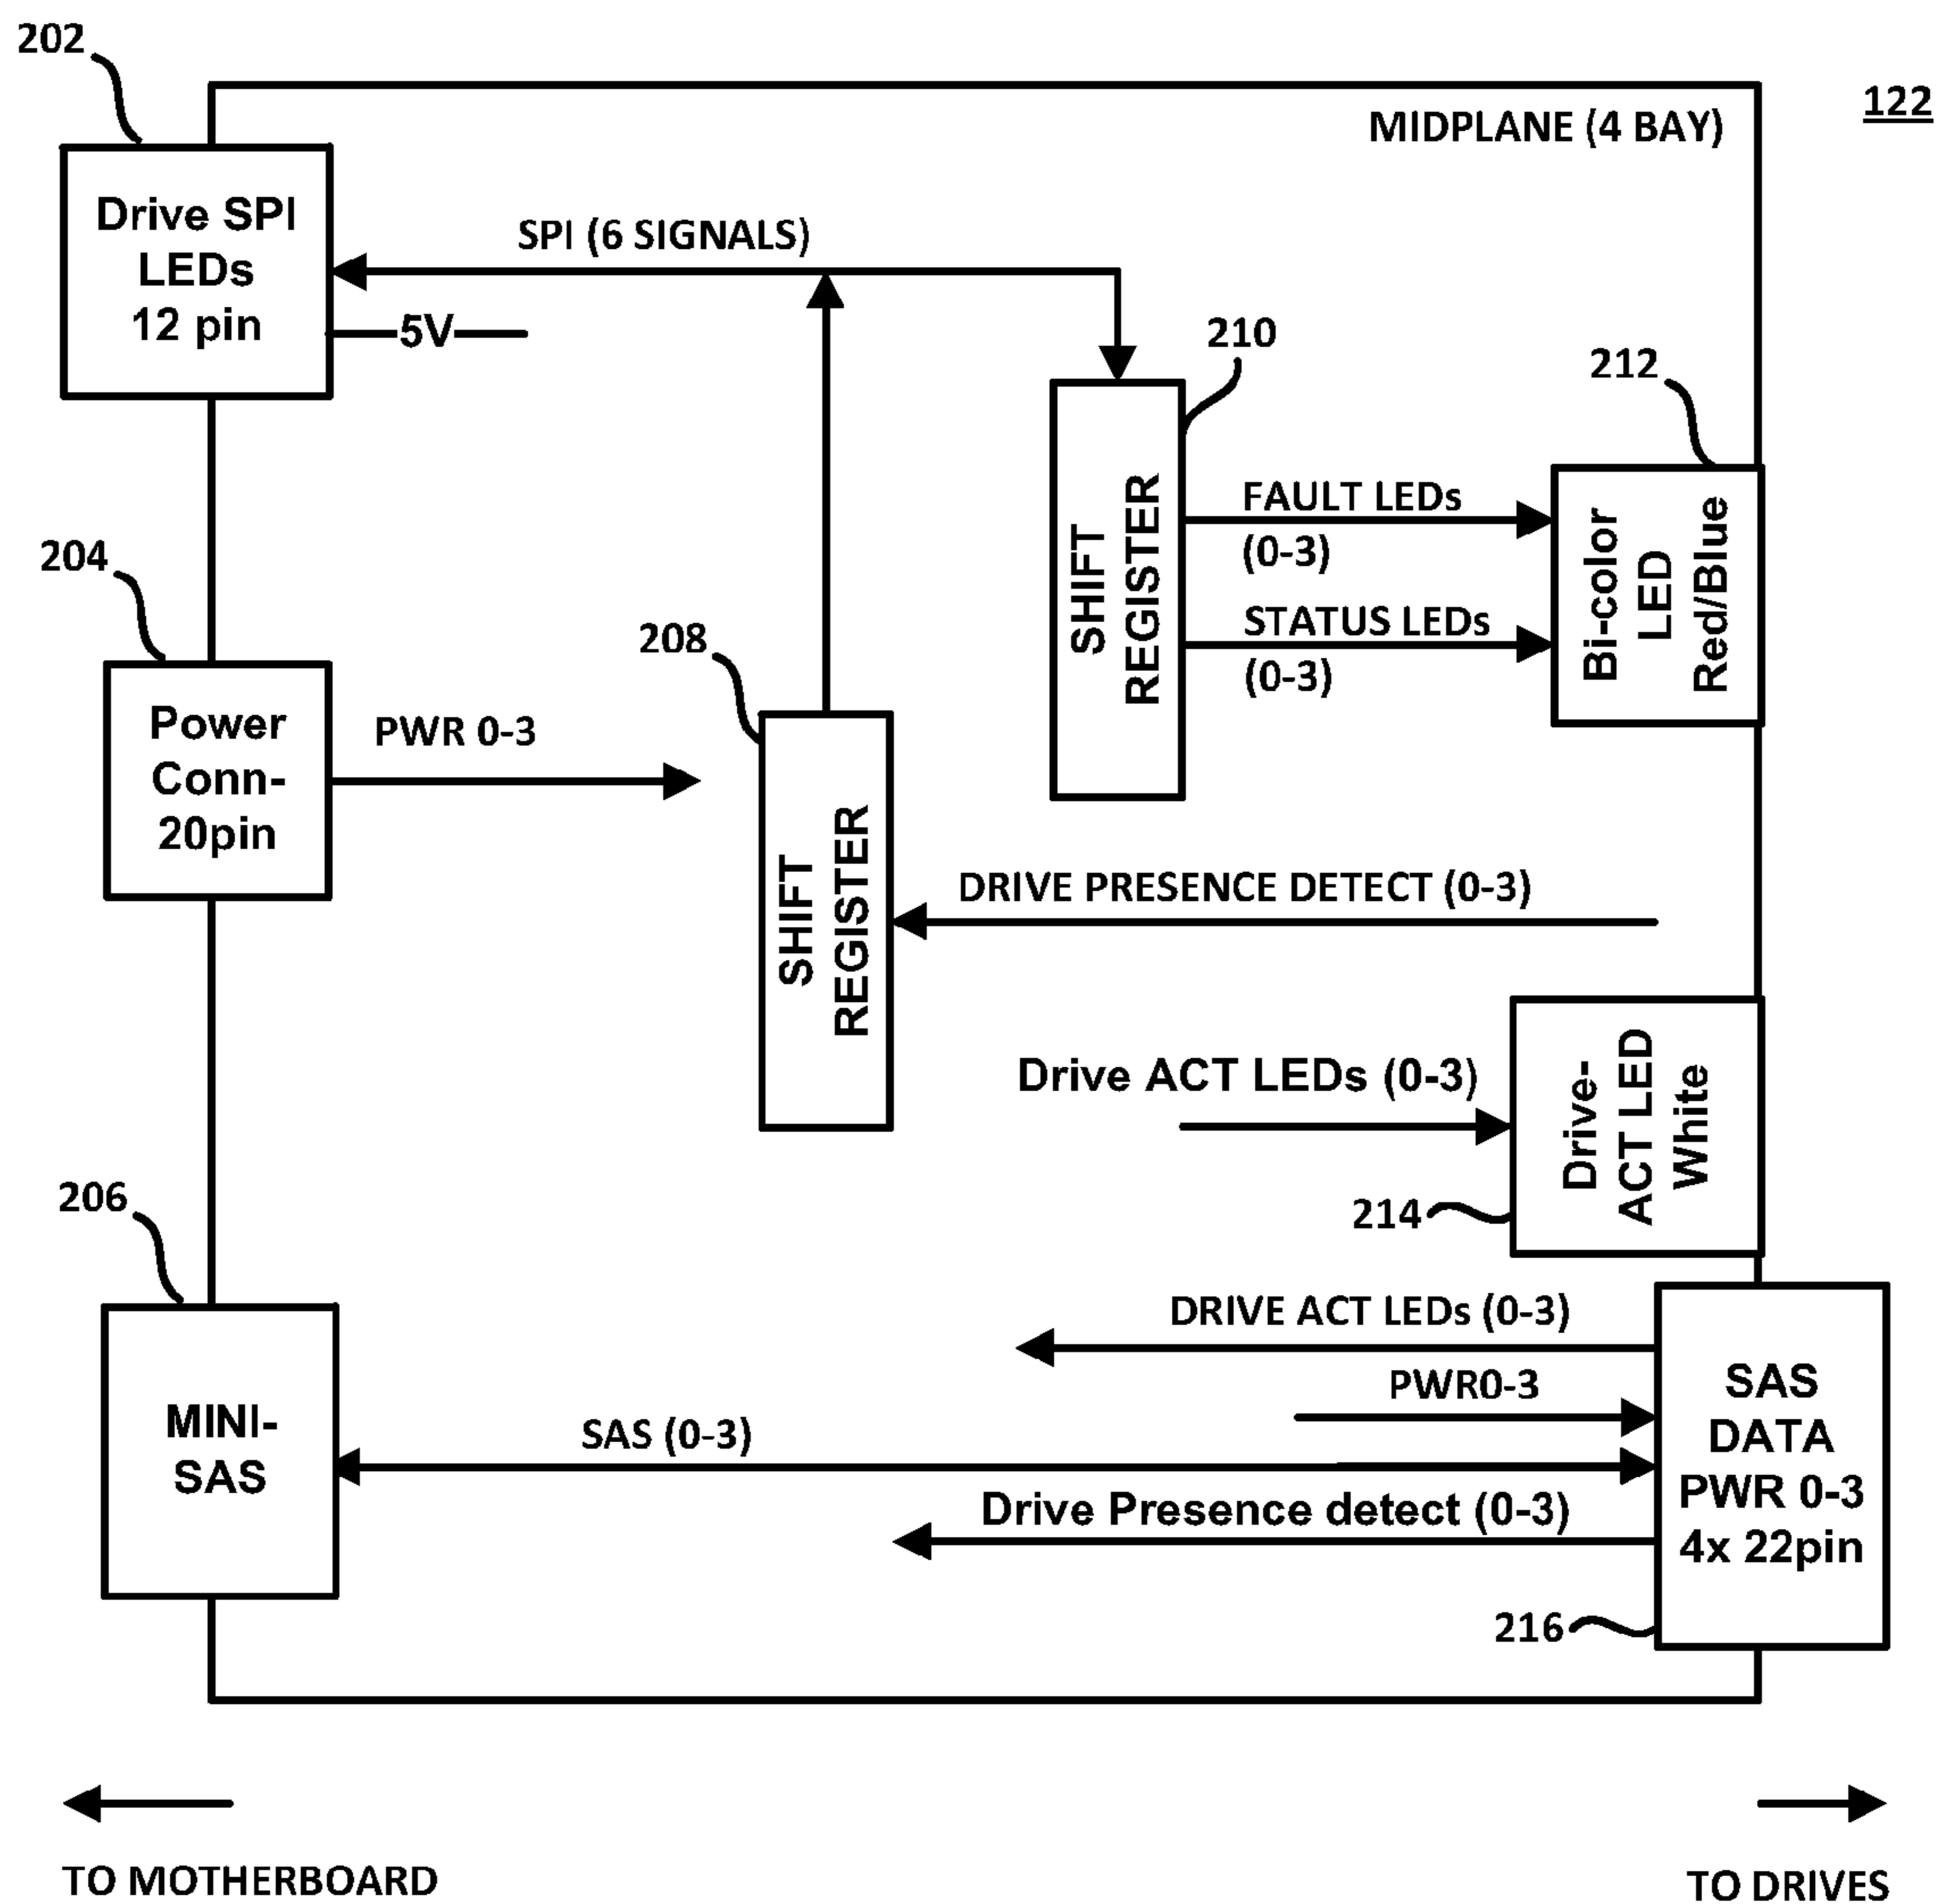 202
122
MIDPLANE (4 BAY)
Drive SPI
LEDs
12 pin
SPI (6 SIGNALS)
5V
210
212
SHIFT
REGISTER
FAULT LEDs
(0-3)
STATUS LEDs
(0-3)
Bi-color
LED
Red/Blue
204
Power
Conn-
20pin
PWR 0-3
208
SHIFT
REGISTER
DRIVE PRESENCE DETECT (0-3)
Drive ACT LEDs (0-3)
Drive-
ACT LED
White
214
206
MINI-
SAS
DRIVE ACT LEDs (0-3)
PWR0-3
SAS (0-3)
Drive Presence detect (0-3)
SAS
DATA
PWR 0-3
4x 22pin
216
TO MOTHERBOARD
TO DRIVES